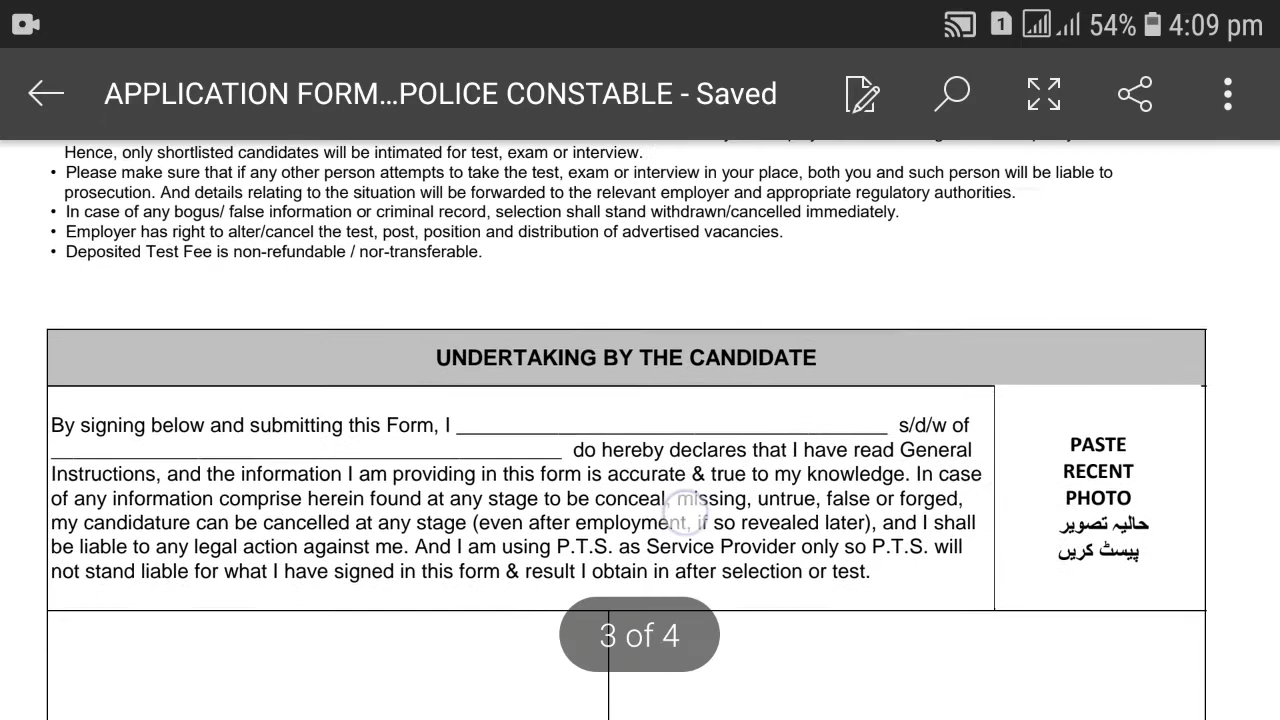 1 54% 4:09 pm
APPLICATION FORM...POLICE CONSTABLE - Saved
Hence, only shortlisted candidates will be intimated for test, exam or interview.
• Please make sure that if any other person attempts to take the test, exam or interview in your place, both you and such person will be liable to
prosecution. And details relating to the situation will be forwarded to the relevant employer and appropriate regulatory authorities.
• In case of any bogus/ false information or criminal record, selection shall stand withdrawn/cancelled immediately.
• Employer has right to alter/cancel the test, post, position and distribution of advertised vacancies.
• Deposited Test Fee is non-refundable / nor-transferable.
UNDERTAKING BY THE CANDIDATE
By signing below and submitting this Form, I ______________________________________ s/d/w of
_____________________________________________ do hereby declares that I have read General
Instructions, and the information I am providing in this form is accurate & true to my knowledge. In case
of any information comprise herein found at any stage to be conceal, missing, untrue, false or forged,
my candidature can be cancelled at any stage (even after employment, if so revealed later), and I shall
be liable to any legal action against me. And I am using P.T.S. as Service Provider only so P.T.S. will
not stand liable for what I have signed in this form & result I obtain in after selection or test.
PASTE
RECENT
PHOTO
حالیہ تصویر
پیسٹ کریں
3 of 4